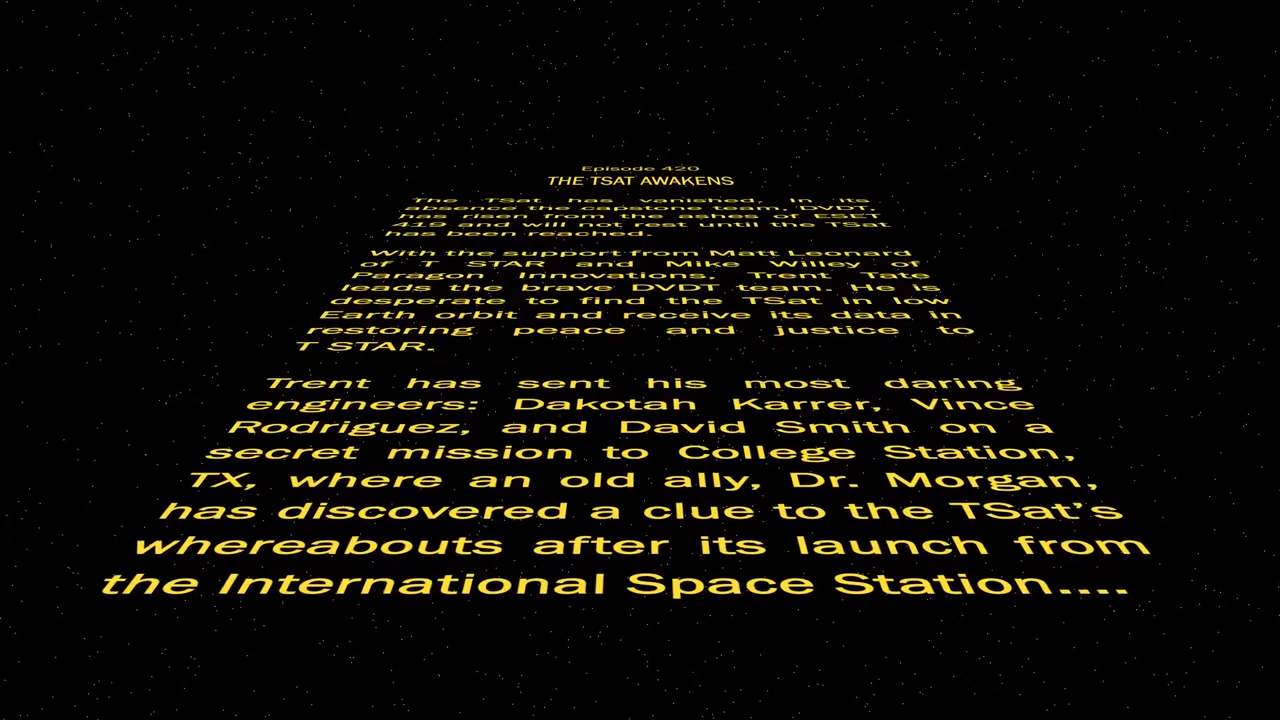 Episode 420
THE TSAT AWAKENS
The TSat has vanished. In its
absence the capstone team, DVDT,
has risen from the ashes of ESET
419 and will not rest until the TSat
has been reached.
With the support from Matt Leonard
of T STAR and Mike Willey of
Paragon Innovations, Trent Tate
leads the brave DVDT team. He is
desperate to find the TSat in low
Earth orbit and receive its data in
restoring peace and justice to
T STAR.
Trent has sent his most daring
engineers: Dakotah Karrer, Vince
Rodriguez, and David Smith on a
secret mission to College Station,
TX, where an old ally, Dr. Morgan,
has discovered a clue to the TSat's
whereabouts after its launch from
the International Space Station....